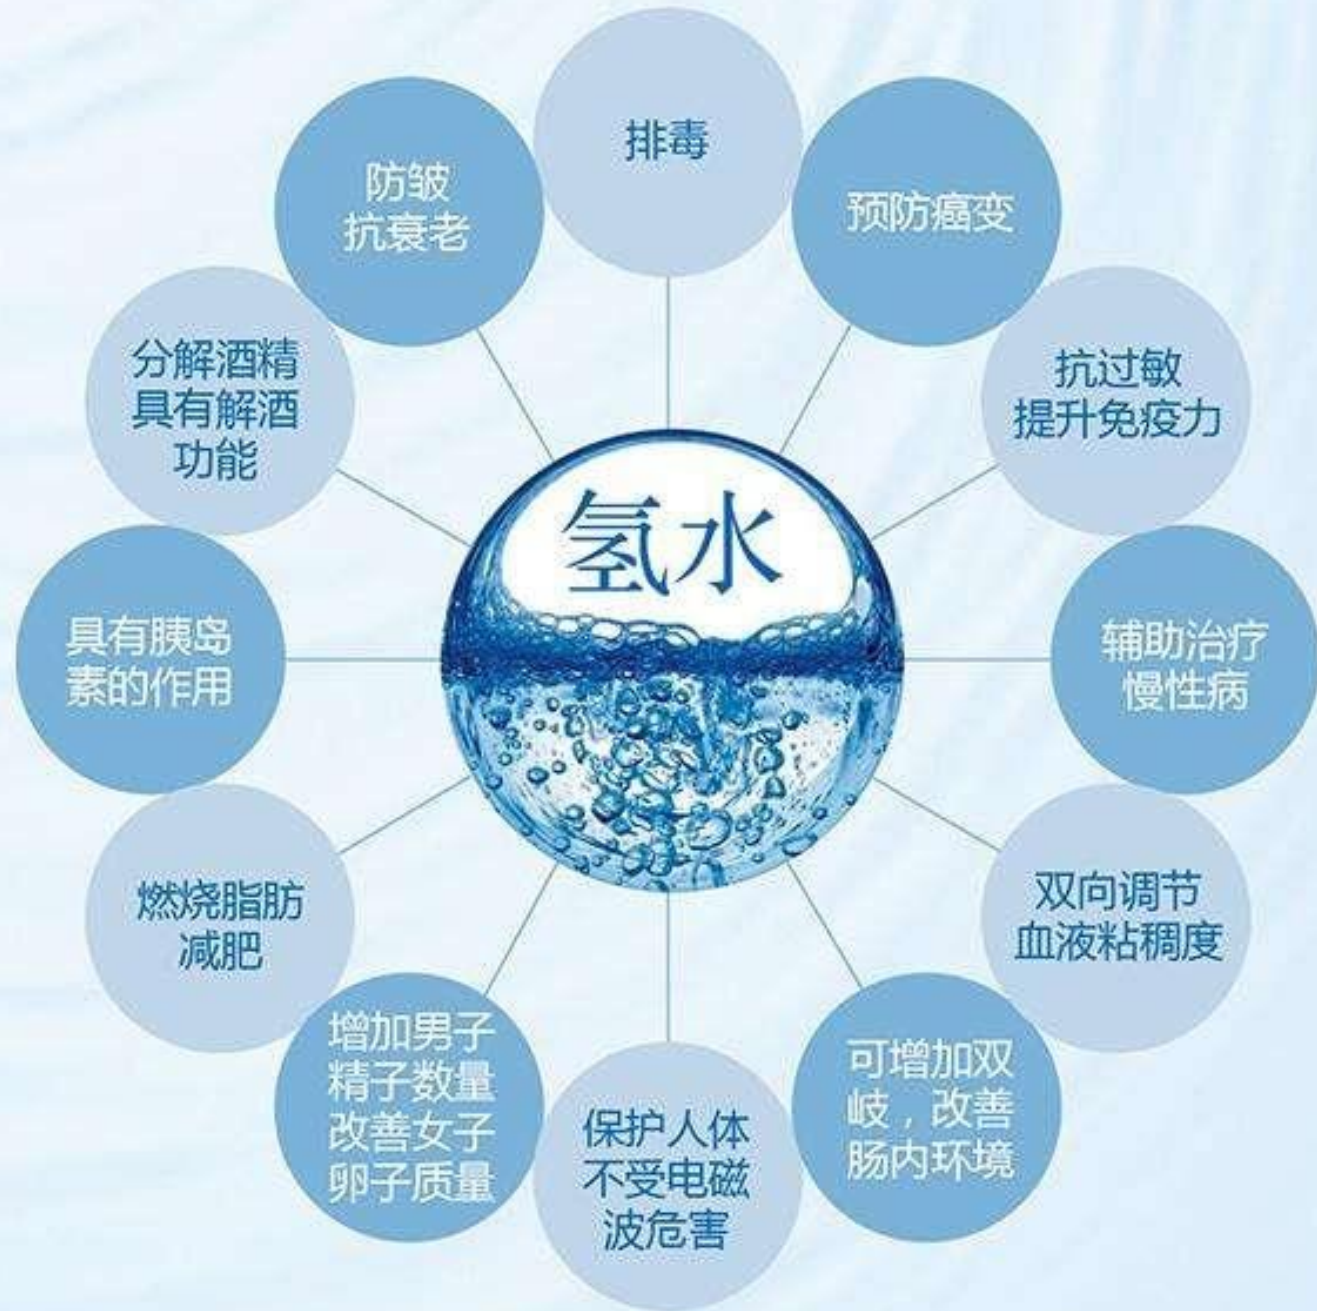 氢水
排毒
预防癌变
抗过敏
提升免疫力
辅助治疗
慢性病
双向调节
血液粘稠度
可增加双
岐，改善
肠内环境
保护人体
不受电磁
波危害
增加男子
精子数量
改善女子
卵子质量
燃烧脂肪
减肥
具有胰岛
素的作用
分解酒精
具有解酒
功能
防皱
抗衰老